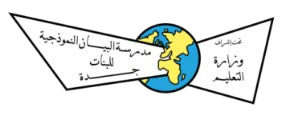 تحت إشراف
وزارة
التعليم
مدرسة البيان النموذجية
للبنات
جدة